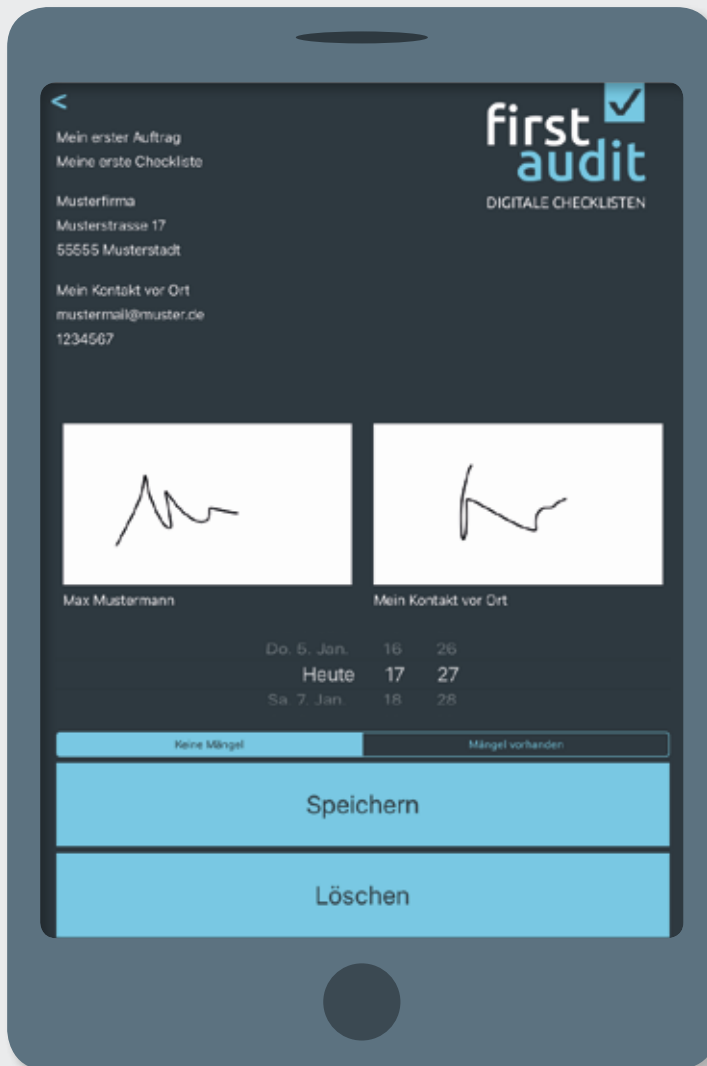 <
Mein erster Auftrag
Meine erste Checkliste
first
audit
DIGITALE CHECKLISTEN
Musterfirma
Musterstrasse 17
55555 Musterstadt
Mein Kontakt vor Ort
mustermail@muster.de
1234567
Max Mustermann
Mein Kontakt vor Ort
Do. 5. Jan. 16 26
Heute 17 27
Sa. 7. Jan. 18 28
Keine Mängel
Mängel vorhanden
Speichern
Löschen